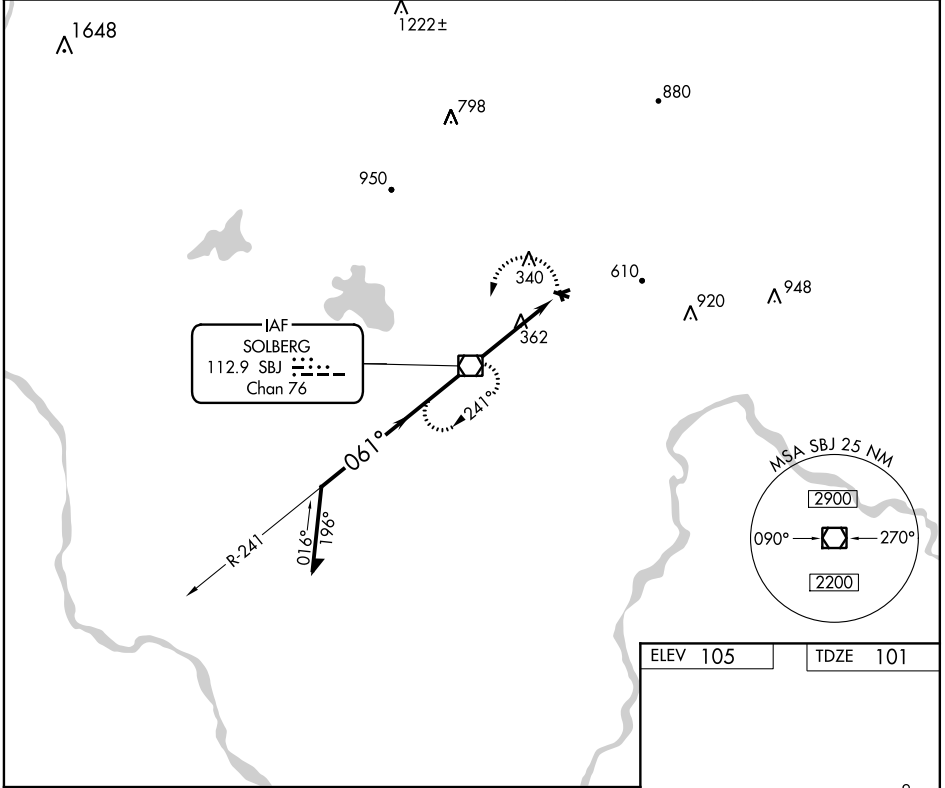 1648
1222±
798
880
950
340
610
948
920
362
IAF
SOLBERG
112.9 SBJ
Chan 76
241°
061°
R-241
016°
196°
MSA SBJ 25 NM
2900
090°
270°
2200
ELEV 105
TDZE 101